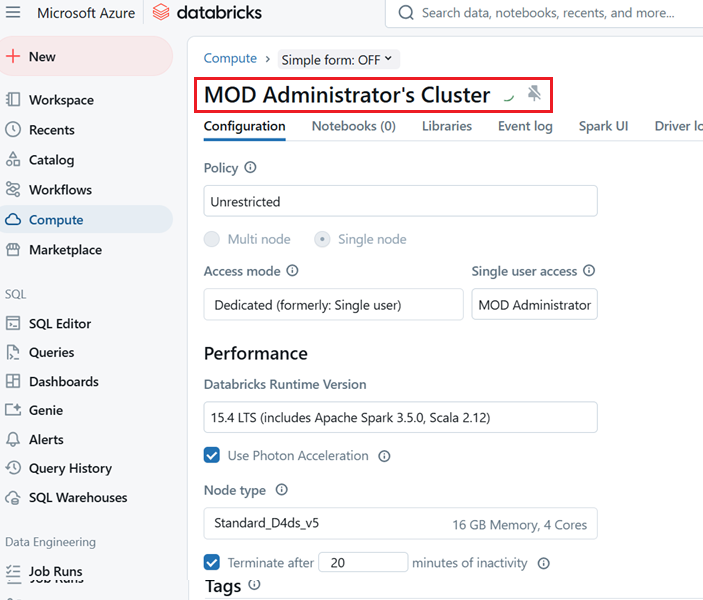 Microsoft Azure
databricks
Search data, notebooks, recents, and more...
New
Workspace
Recents
Catalog
Workflows
Compute
Marketplace
SQL
SQL Editor
Queries
Dashboards
Genie
Alerts
Query History
SQL Warehouses
Data Engineering
Job Runs
Job Runs
Compute > Simple form: OFF
MOD Administrator's Cluster
Configuration Notebooks (0) Libraries Event log Spark UI Driver lo
Policy
Unrestricted
Multi node Single node
Access mode Single user access
Dedicated (formerly: Single user) MOD Administrator
Performance
Databricks Runtime Version
15.4 LTS (includes Apache Spark 3.5.0, Scala 2.12)
Use Photon Acceleration
Node type
Standard_D4ds_v5 16 GB Memory, 4 Cores
Terminate after 20 minutes of inactivity
Tags